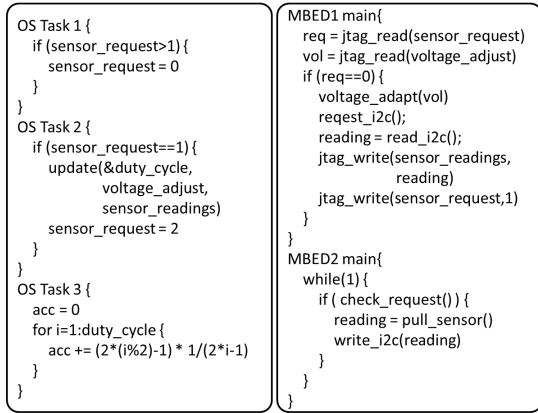 OS Task 1 {
if (sensor_request>1) {
sensor_request = 0
}
}
OS Task 2 {
if (sensor_request==1) {
update(&duty_cycle,
voltage_adjust,
sensor_readings)
sensor_request = 2
}
}
OS Task 3 {
acc = 0
for i=1:duty_cycle {
acc += (2*(i%2)-1) * 1/(2*i-1)
}
}
MBED1 main{
req = jtag_read(sensor_request)
vol = jtag_read(voltage_adjust)
if (req==0) {
voltage_adapt(vol)
reqest_i2c();
reading = read_i2c();
jtag_write(sensor_readings,
reading)
jtag_write(sensor_request,1)
}
}
MBED2 main{
while(1) {
if ( check_request() ) {
reading = pull_sensor()
write_i2c(reading)
}
}
}